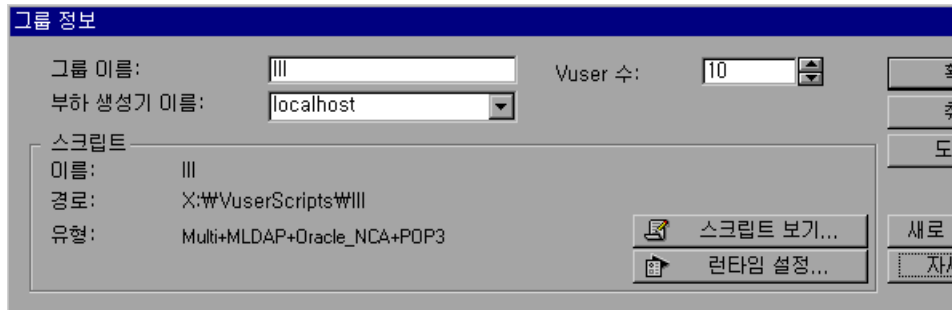 그룹 정보
그룹 이름: lll Vuser 수: 10
부하 생성기 이름: localhost
스크립트
이름: lll
경로: X:₩VuserScripts₩lll
유형: Multi+MLDAP+Oracle_NCA+POP3
스크립트 보기... 새로
런타임 설정...